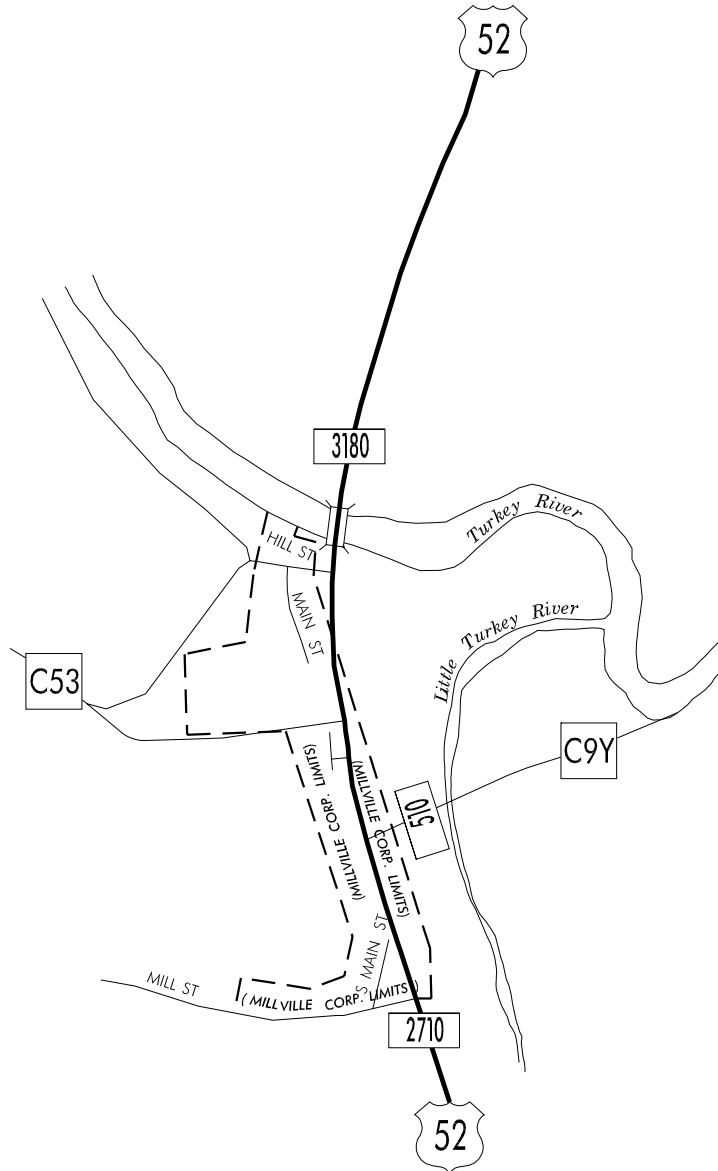 52
3180
Turkey River
HILL ST
MAIN ST
Little Turkey River
C53
C9Y
(MILLVILLE CORP. LIMITS)
(MILLVILLE CORP. LIMITS)
510
S MAIN ST
MILL ST
( MILLVILLE CORP. LIMITS )
2710
52